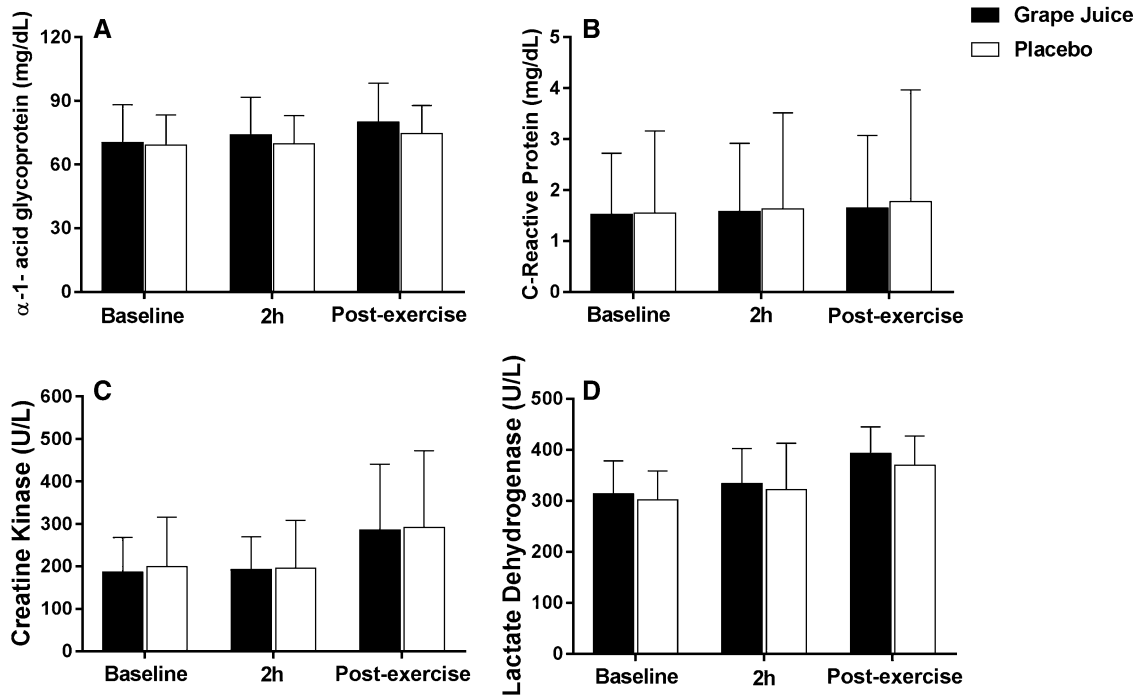 A
α-1- acid glycoprotein (mg/dL)
120
90
60
30
0
Baseline 2h Post-exercise
B
C-Reactive Protein (mg/dL)
5
4
3
2
1
0
Baseline 2h Post-exercise
Grape Juice
Placebo
C
Creatine Kinase (U/L)
600
500
400
300
200
100
0
Baseline 2h Post-exercise
D
Lactate Dehydrogenase (U/L)
500
400
300
200
100
0
Baseline 2h Post-exercise